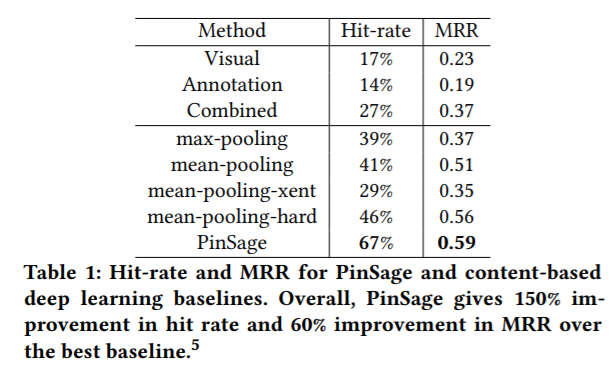 Method Hit-rate MRR
Visual 17% 0.23
Annotation 14% 0.19
Combined 27% 0.37
max-pooling 39% 0.37
mean-pooling 41% 0.51
mean-pooling-xent 29% 0.35
mean-pooling-hard 46% 0.56
PinSage 67% 0.59
Table 1: Hit-rate and MRR for PinSage and content-based
deep learning baselines. Overall, PinSage gives 150% im-
provement in hit rate and 60% improvement in MRR over
the best baseline.5